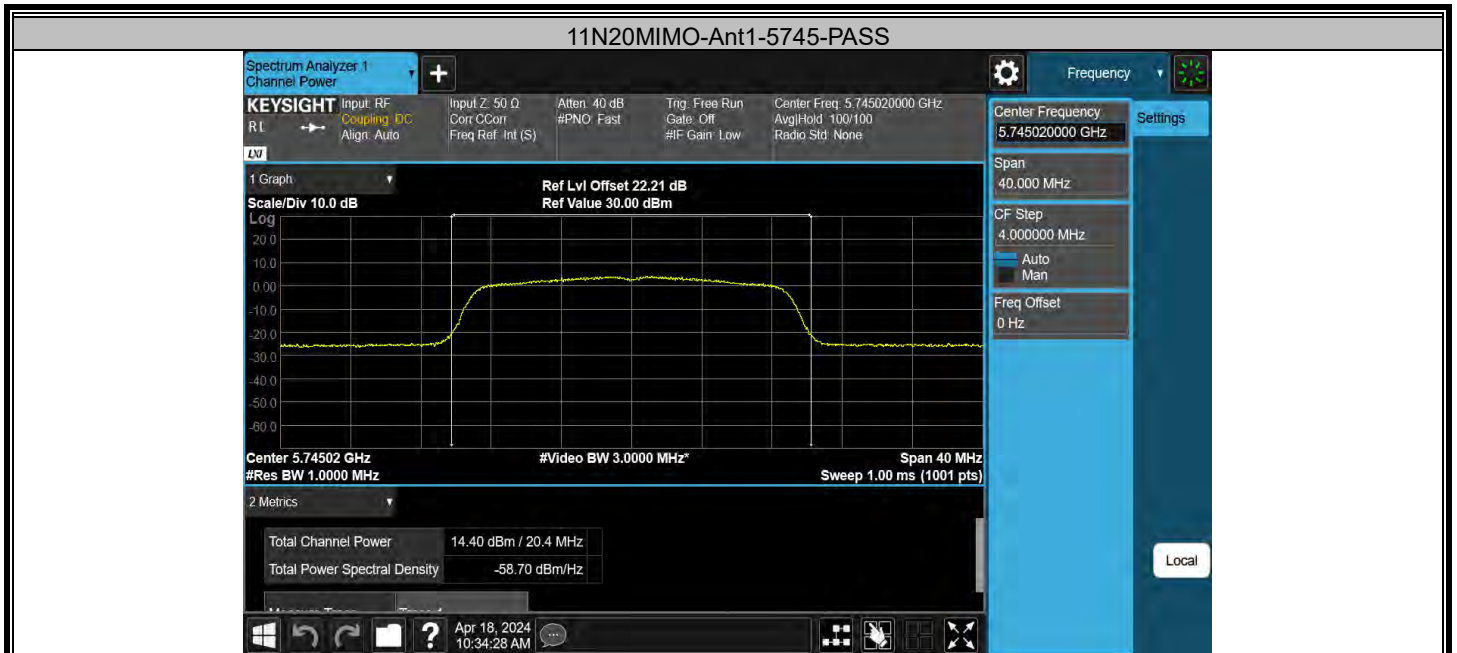 11N20MIMO-Ant1-5745-PASS
Spectrum Analyzer 1
Channel Power
Frequency
KEYSIGHT
RL
LXI
Input: RF
Coupling: DC
Align: Auto
Input Z: 50 Ω
Corr CCorr
Freq Ref: Int (S)
Atten: 40 dB
#PNO: Fast
Trig: Free Run
Gate: Off
#IF Gain: Low
Center Freq: 5.745020000 GHz
Avg|Hold: 100/100
Radio Std: None
Center Frequency
5.745020000 GHz
Settings
Span
40.000 MHz
CF Step
4.000000 MHz
Auto
Man
Freq Offset
0 Hz
Local
1 Graph
Scale/Div 10.0 dB
Ref Lvl Offset 22.21 dB
Ref Value 30.00 dBm
Log
20.0
10.0
0.00
-10.0
-20.0
-30.0
-40.0
-50.0
-60.0
Center 5.74502 GHz
#Video BW 3.0000 MHz*
Span 40 MHz
#Res BW 1.0000 MHz
Sweep 1.00 ms (1001 pts)
2 Metrics
Total Channel Power 14.40 dBm / 20.4 MHz
Total Power Spectral Density -58.70 dBm/Hz
Apr 18, 2024
10:34:28 AM